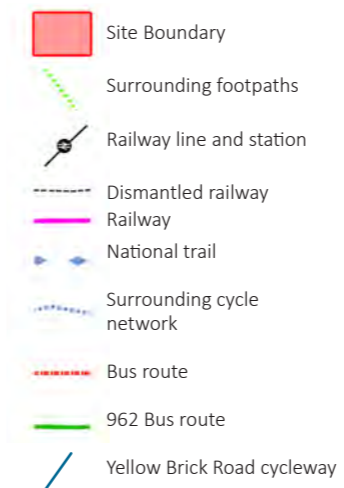 Site Boundary
Surrounding footpaths
Railway line and station
Dismantled railway
Railway
National trail
Surrounding cycle
network
Bus route
962 Bus route
Yellow Brick Road cycleway